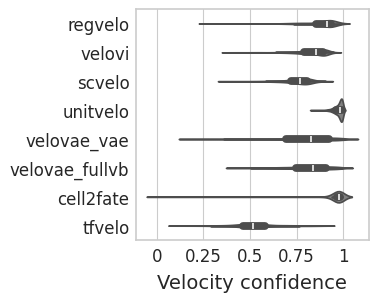 regvelo
velovi
scvelo
unitvelo
velovae_vae
velovae_fullvb
cell2fate
tfvelo
0 0.25 0.5 0.75 1
Velocity confidence